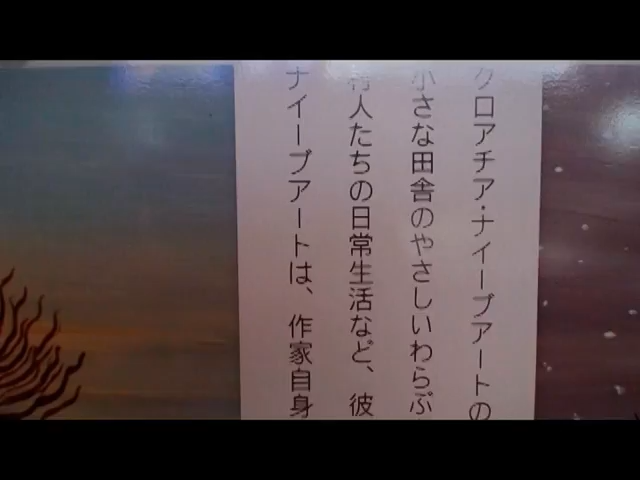 クロアチア・ナイーブアートの
小さな田舎のやさしいわらぶ
村人たちの日常生活など、彼
ナイーブアートは、作家自身